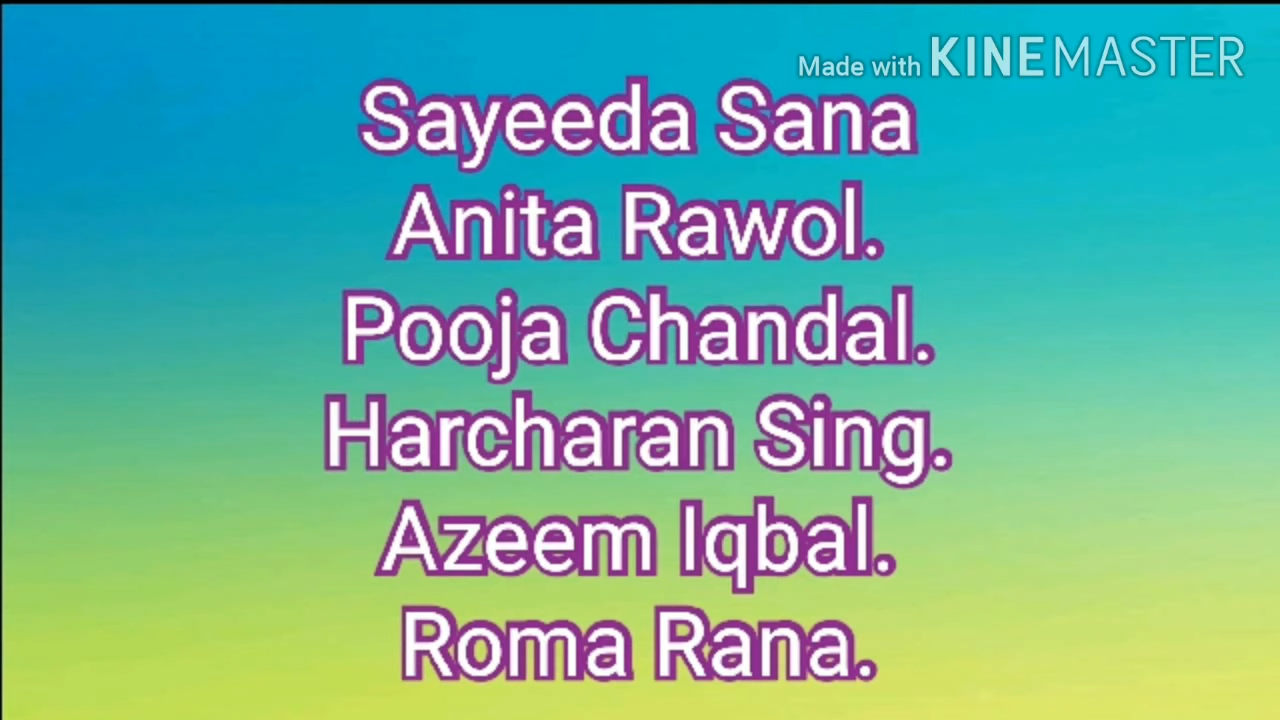 Made with KINEMASTER
Sayeeda Sana
Anita Rawol.
Pooja Chandal.
Harcharan Sing.
Azeem Iqbal.
Roma Rana.